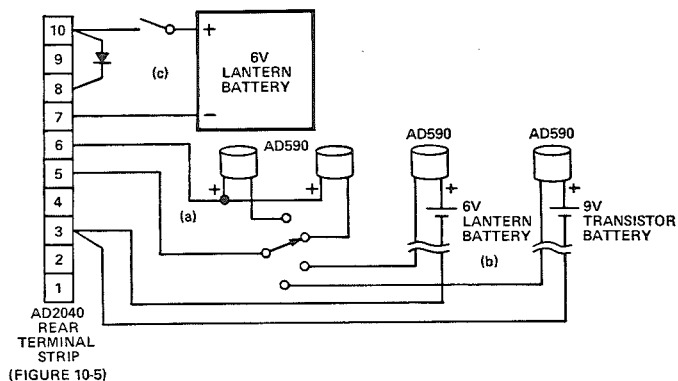 10
9
8
7
6
5
4
3
2
1
AD2040
REAR
TERMINAL
STRIP
(FIGURE 10-5)
(c)
+
6V
LANTERN
BATTERY
−
AD590
+
+
(a)
AD590
+
6V
LANTERN
BATTERY
(b)
AD590
+
9V
TRANSISTOR
BATTERY